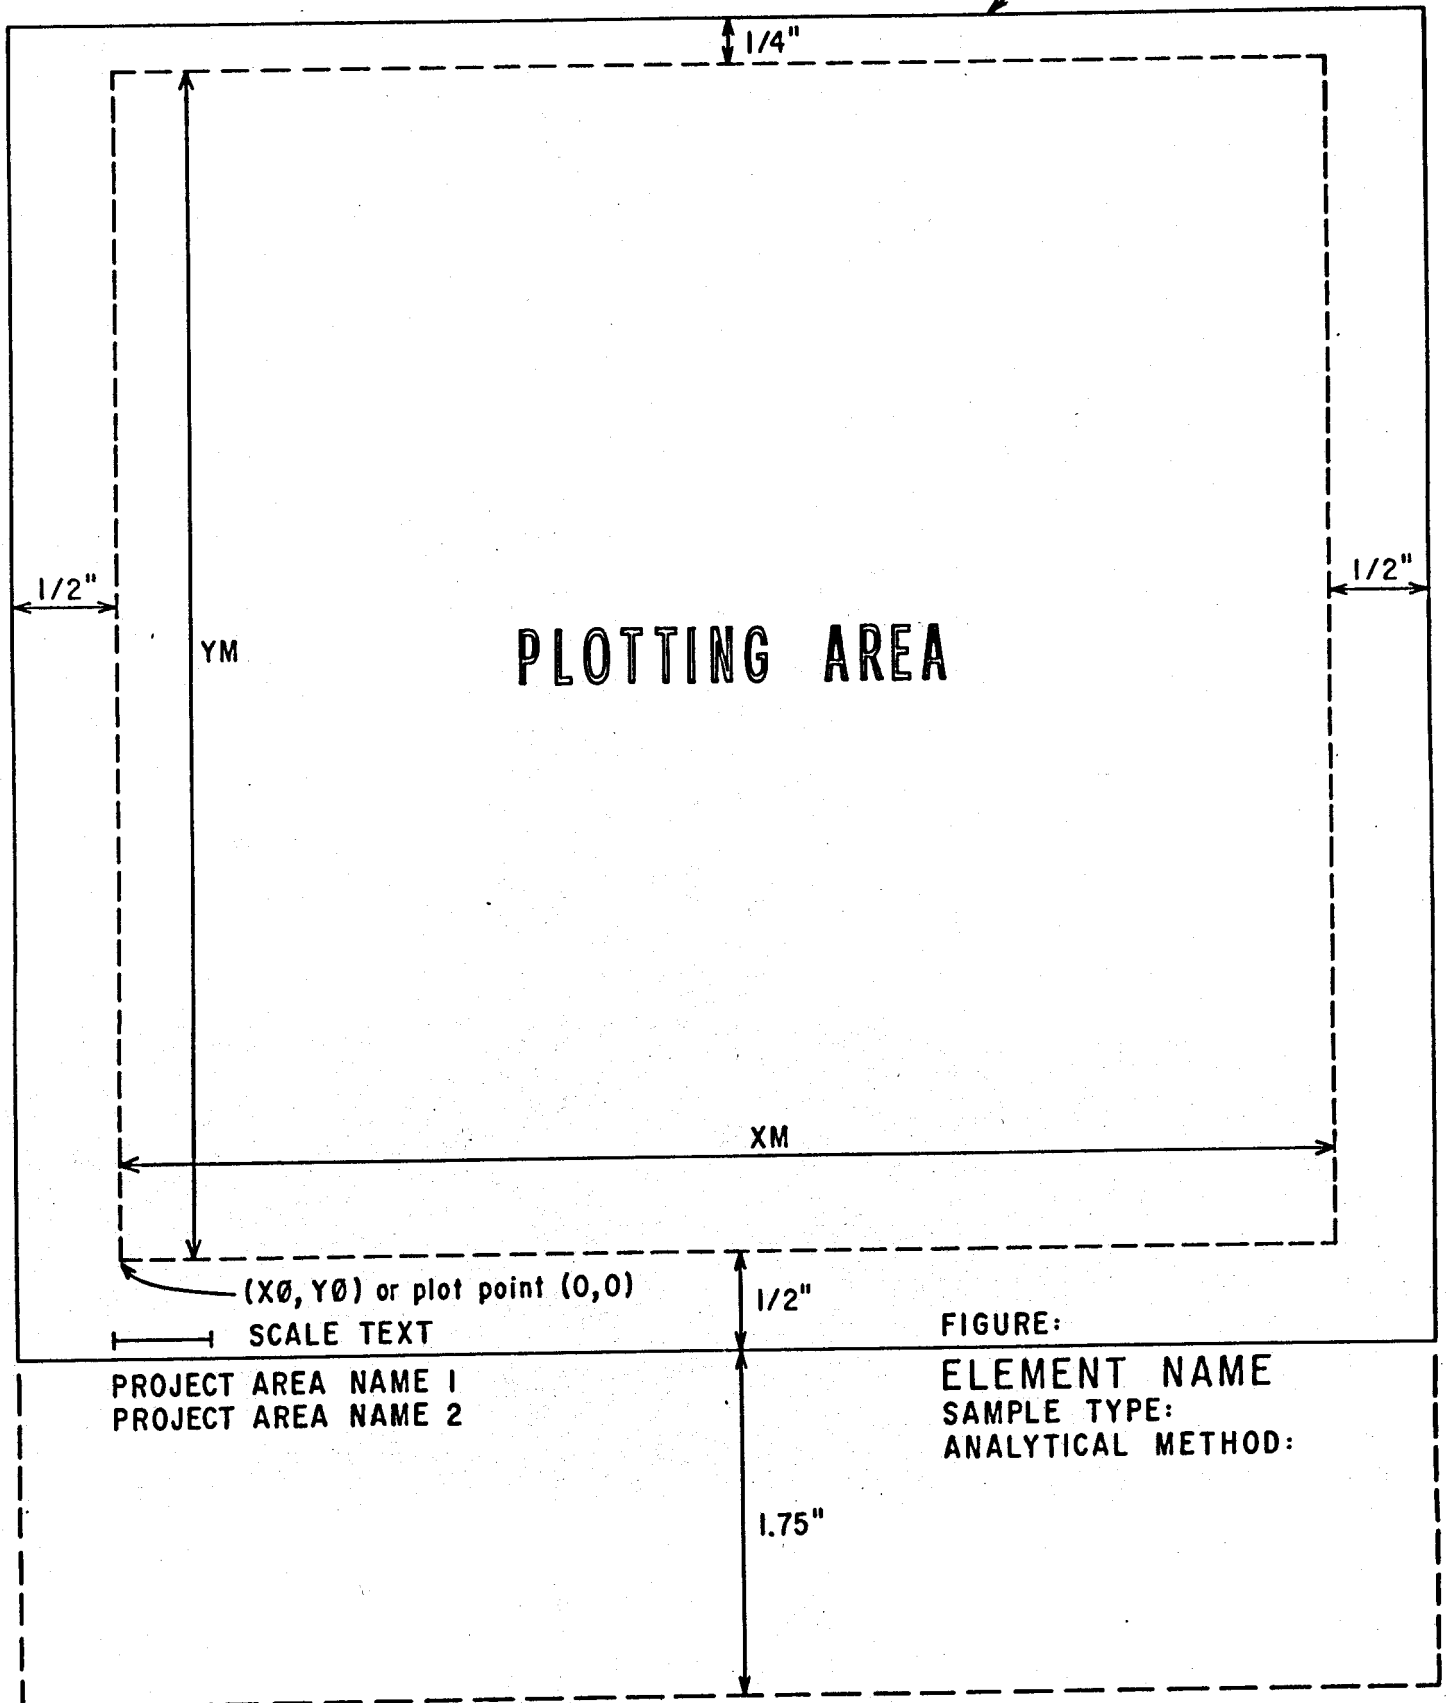 1/4"
1/2"
1/2"
YM
PLOTTING AREA
XM
(XØ, YØ) or plot point (0,0)
1/2"
SCALE TEXT
FIGURE:
PROJECT AREA NAME 1
PROJECT AREA NAME 2
ELEMENT NAME
SAMPLE TYPE:
ANALYTICAL METHOD:
1.75"